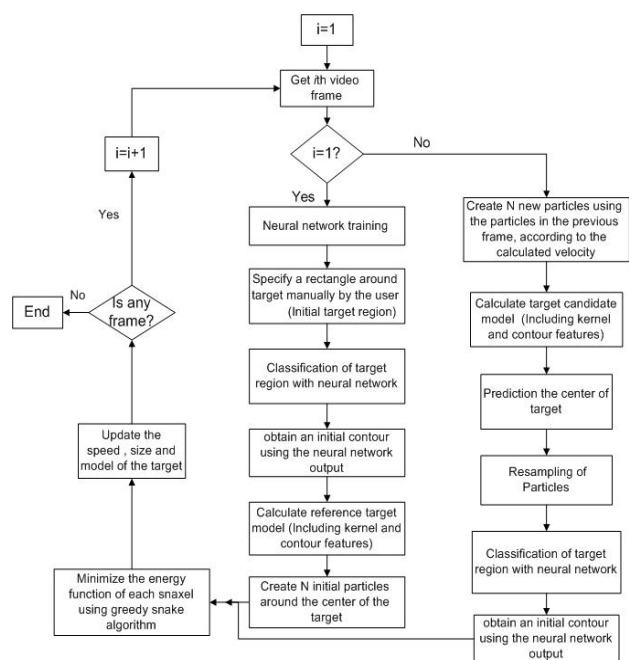 i=1
Get ith video
frame
i=1?
No
Yes
i=i+1
Yes
No
End
Is any
frame?
Neural network training
Specify a rectangle around
target manually by the user
(Initial target region)
Classification of target
region with neural network
obtain an initial contour
using the neural network
output
Calculate reference target
model (Including kernel and
contour features)
Create N initial particles
around the center of the
target
Create N new particles using
the particles in the previous
frame, according to the
calculated velocity
Calculate target candidate
model (Including kernel
and contour features)
Prediction the center of
target
Resampling of
Particles
Classification of target
region with neural network
obtain an initial contour
using the neural network
output
Minimize the energy
function of each snaxel
using greedy snake
algorithm
Update the
speed , size and
model of the target